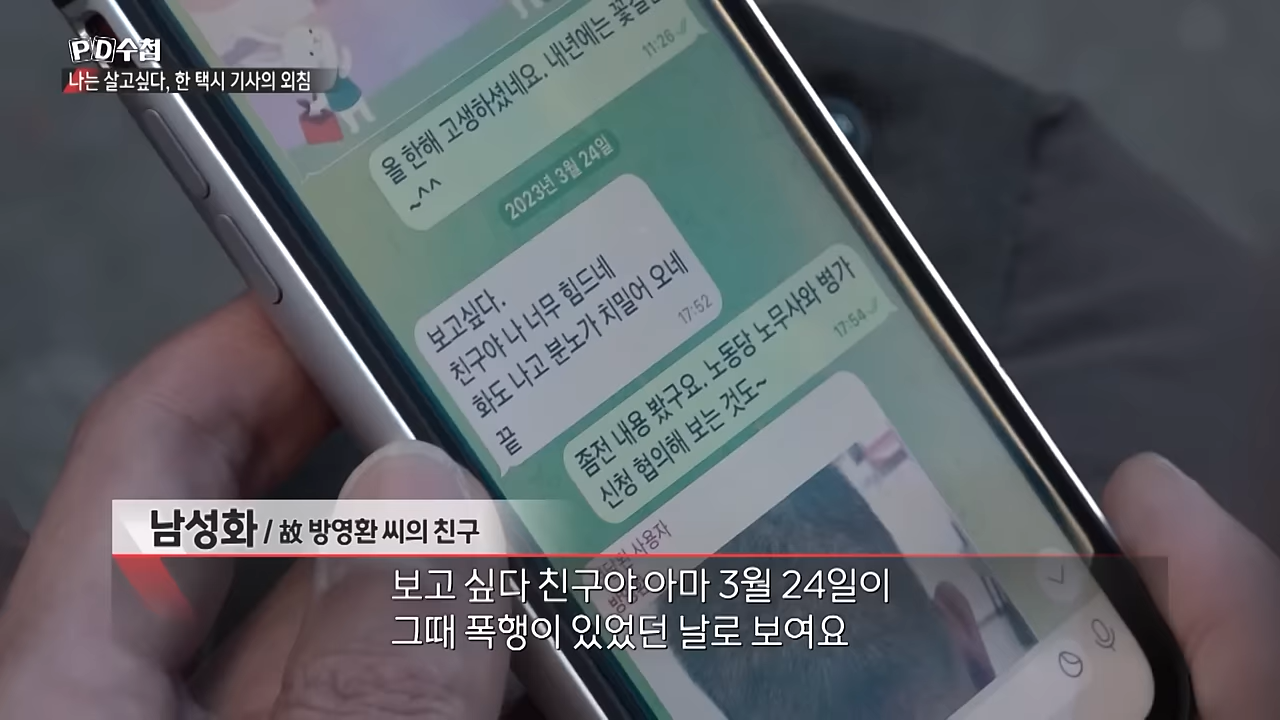 PD수첩
나는 살고싶다, 한 택시 기사의 외침
올 한해 고생하셨네요. 내년에는
~^^
11:26
2023년 3월 24일
보고싶다.
친구야 나 너무 힘드네
화도 나고 분노가 치밀어 오네
끝
17:52
좀전 내용 봤구요. 노동당 노무사와 병가
신청 협의해 보는 것도~
17:54
사용자
남성화 / 故 방영환 씨의 친구
보고 싶다 친구야 아마 3월 24일이
그때 폭행이 있었던 날로 보여요